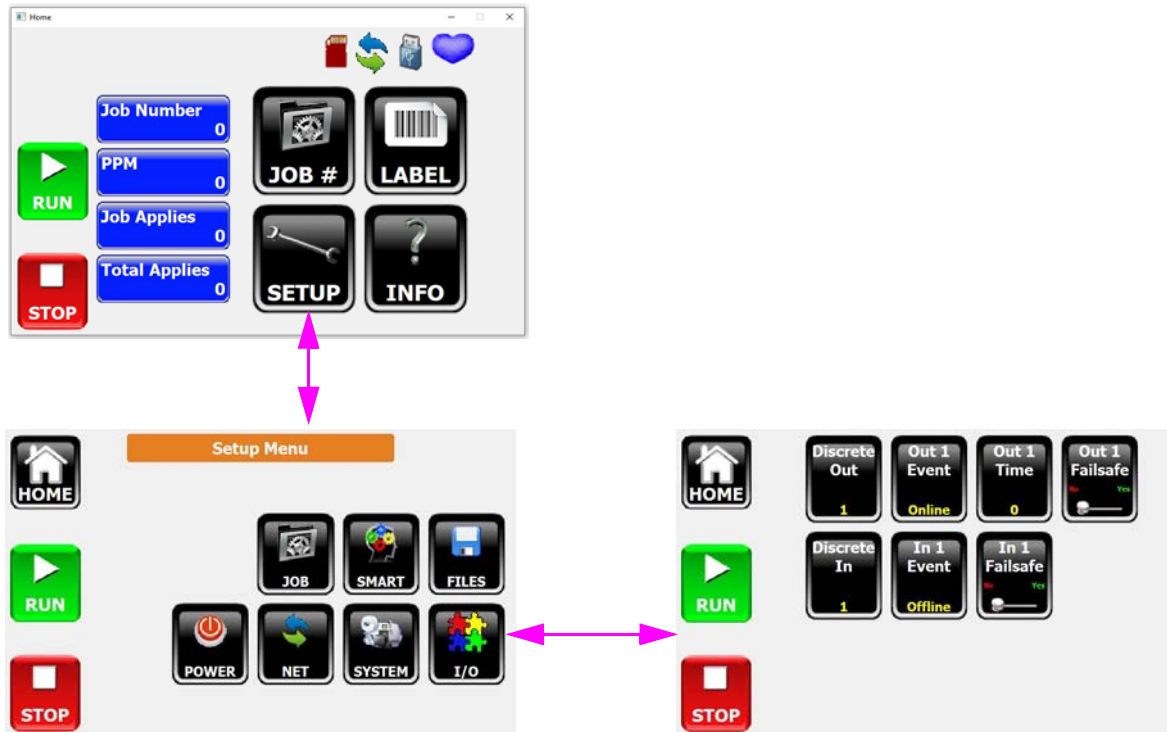 Home
Job Number
0
PPM
0
Job Applies
0
Total Applies
0
RUN
STOP
JOB #
LABEL
SETUP
INFO
HOME
Setup Menu
RUN
STOP
JOB
SMART
FILES
POWER
NET
SYSTEM
I/O
HOME
RUN
STOP
Discrete
Out
1
Out 1
Event
Online
Out 1
Time
0
Out 1
Failsafe
No Yes
Discrete
In
1
In 1
Event
Offline
In 1
Failsafe
No Yes